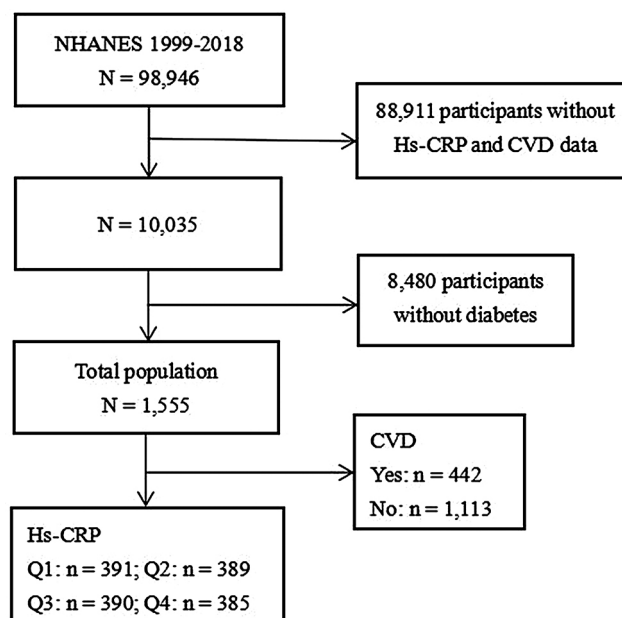 NHANES 1999-2018
N = 98,946
88,911 participants without
Hs-CRP and CVD data
N = 10,035
8,480 participants
without diabetes
Total population
N = 1,555
CVD
Yes: n = 442
No: n = 1,113
Hs-CRP
Q1: n = 391; Q2: n = 389
Q3: n = 390; Q4: n = 385